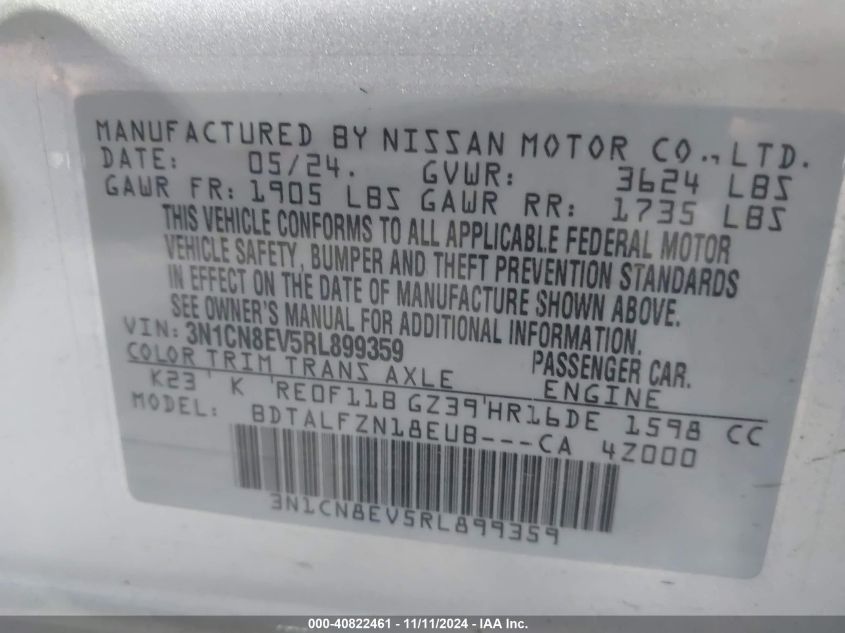 MANUFACTURED BY NISSAN MOTOR CO., LTD.
DATE: 05/24. GVWR: 3624 LBS
GAWR FR: 1905 LBS GAWR RR: 1735 LBS
THIS VEHICLE CONFORMS TO ALL APPLICABLE FEDERAL MOTOR
VEHICLE SAFETY, BUMPER AND THEFT PREVENTION STANDARDS
IN EFFECT ON THE DATE OF MANUFACTURE SHOWN ABOVE.
SEE OWNER'S MANUAL FOR ADDITIONAL INFORMATION.
VIN: 3N1CN8EV5RL899359 PASSENGER CAR.
COLOR TRIM TRANS AXLE ENGINE
K23 K RE0F11B GZ39 HR16DE 1598 CC
MODEL: BDTALFZN18EUB---CA 4Z000
3N1CN8EV5RL899359
000-40822461 - 11/11/2024 - IAA Inc.